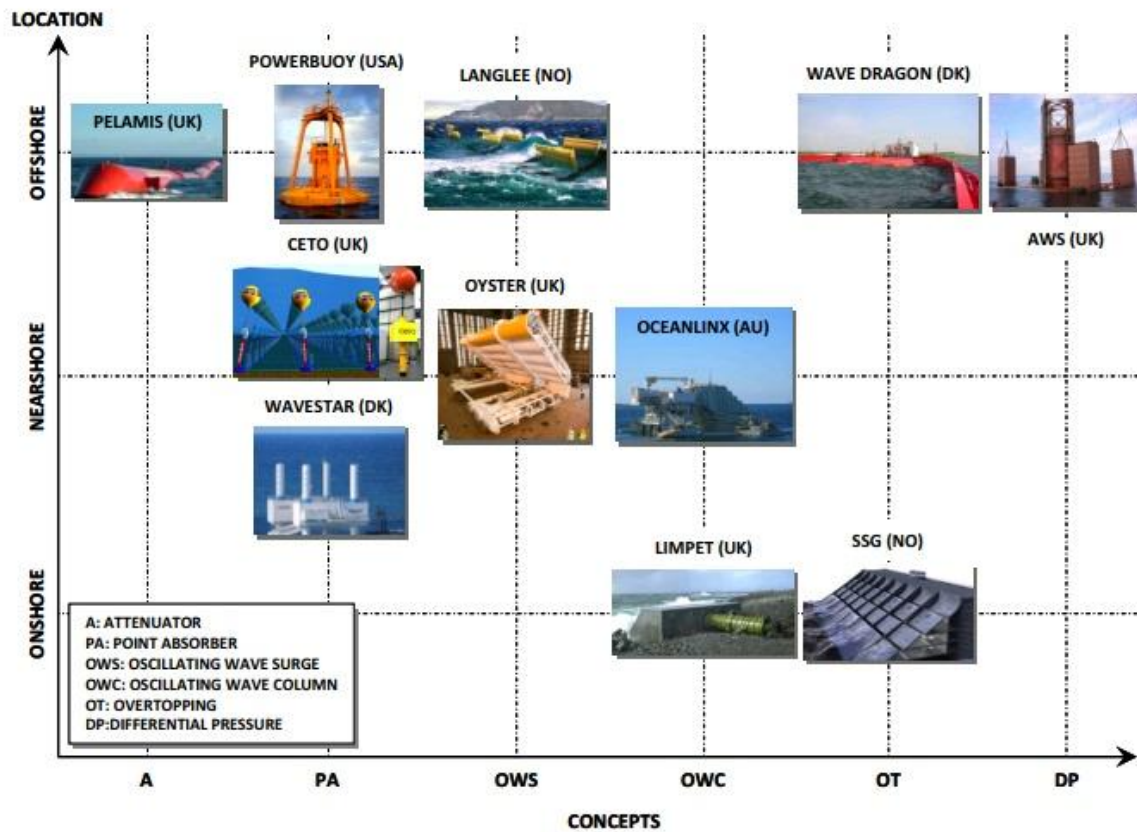 LOCATION
POWERBUOY (USA)
LANGLEE (NO)
WAVE DRAGON (DK)
PELAMIS (UK)
OFFSHORE
AWS (UK)
CETO (UK)
OYSTER (UK)
OCEANLINX (AU)
NEARSHORE
WAVESTAR (DK)
LIMPET (UK)
SSG (NO)
ONSHORE
A: ATTENUATOR
PA: POINT ABSORBER
OWS: OSCILLATING WAVE SURGE
OWC: OSCILLATING WAVE COLUMN
OT: OVERTOPPING
DP:DIFFERENTIAL PRESSURE
A PA OWS OWC OT DP
CONCEPTS